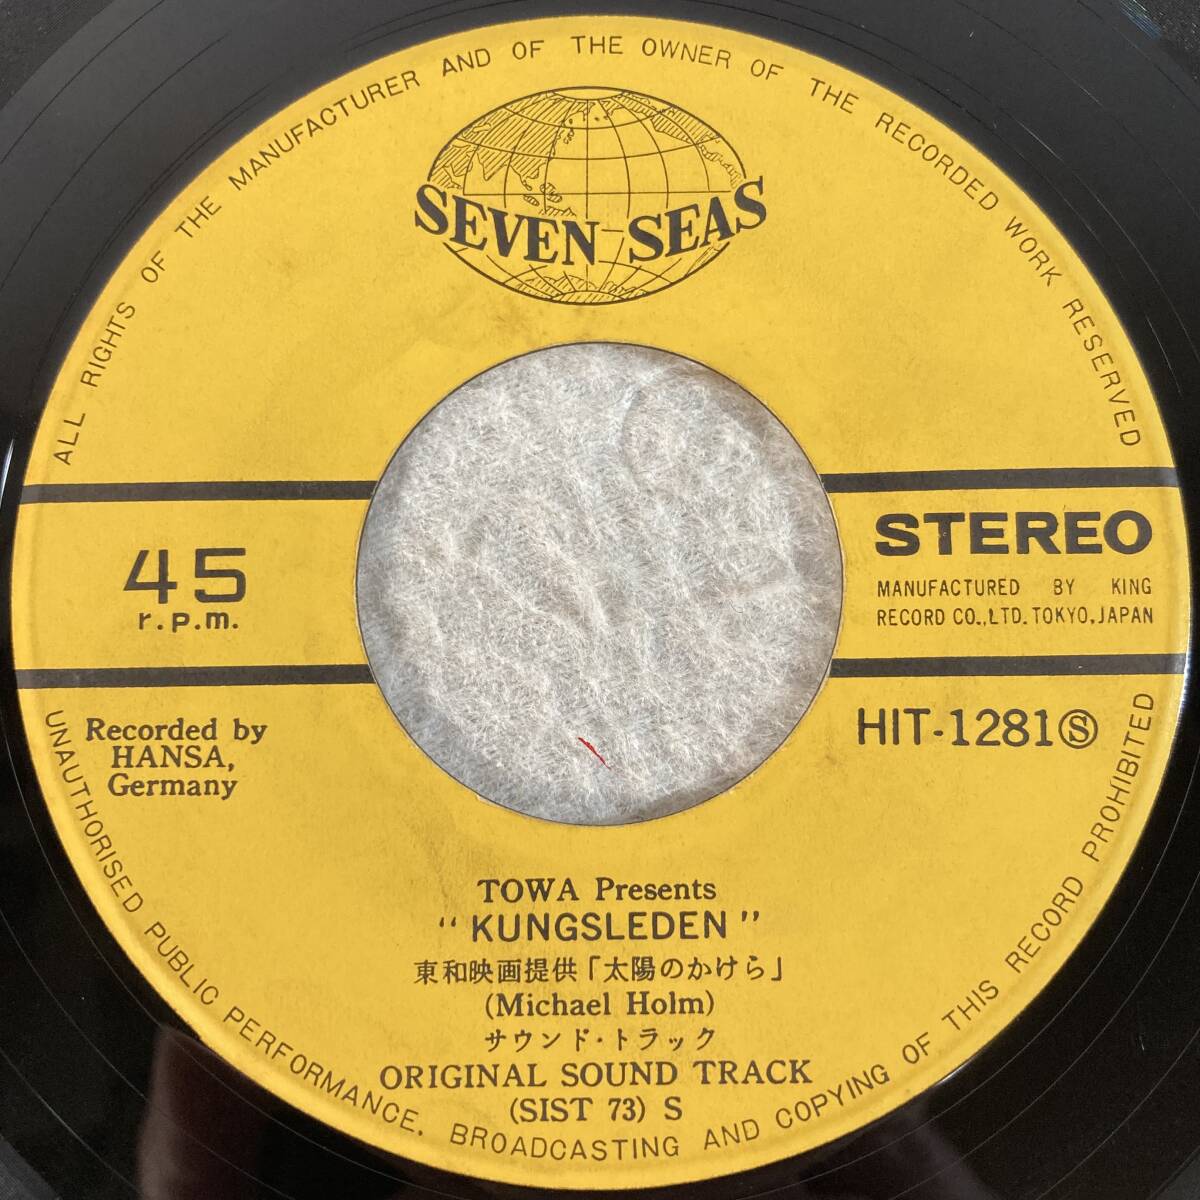 ALL RIGHTS OF THE MANUFACTURER AND OF THE OWNER OF THE RECORDED WORK RESERVED
SEVEN SEAS
45
r.p.m.
STEREO
MANUFACTURED BY KING
RECORD CO.,LTD. TOKYO, JAPAN
Recorded by
HANSA,
Germany
HIT-1281Ⓢ
TOWA Presents
"KUNGSLEDEN"
東和映画提供「太陽のかけら」
(Michael Holm)
サウンド・トラック
ORIGINAL SOUND TRACK
(SIST 73) S
UNAUTHORISED PUBLIC PERFORMANCE, BROADCASTING AND COPYING OF THIS RECORD PROHIBITED